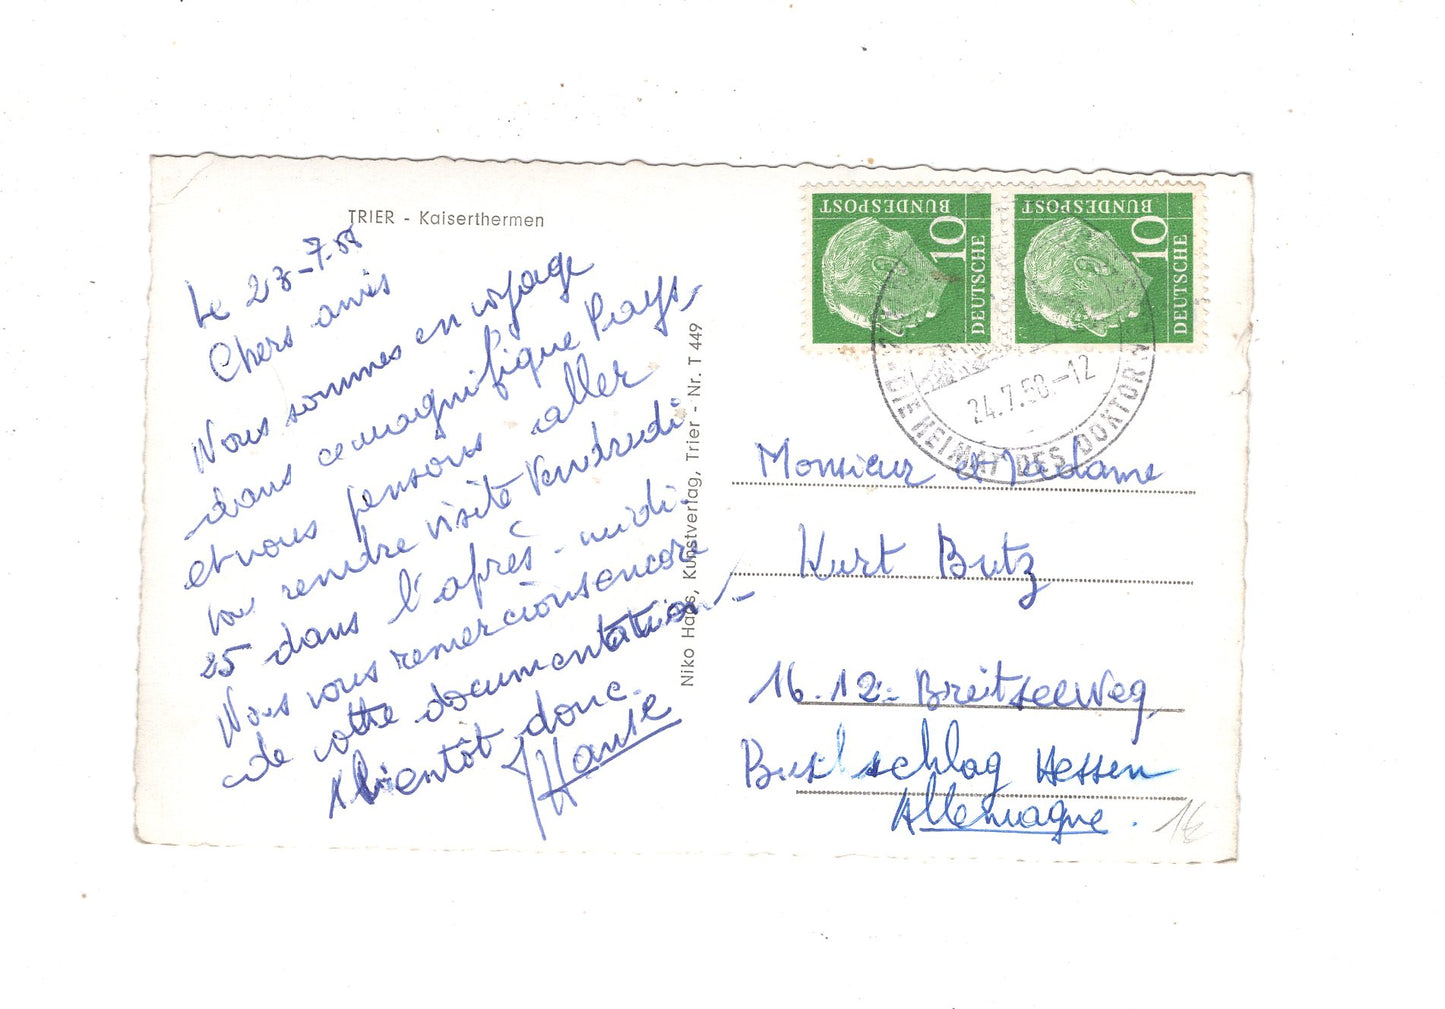 TRIER - Kaiserthermen
Le 23-7-58
Chers amis
Nous sommes en voyage
dans ce magnifique Pays,
et nous pensons aller
vous rendre visite Vendredi
25 dans l'après-midi.
Nous vous remercions encore
de votre documentation.
A bientôt donc.
Niko Haas, Kunstverlag, Trier - Nr. T 449
BUNDESPOST
10
DEUTSCHE
BUNDESPOST
10
DEUTSCHE
24.7.58.-12
DIE HEIMAT DES DOKTOR
Monsieur et Madame
Kurt Butz
16.12= Breitseeweg,
Buchschlag Hessen
Allemagne.
1€